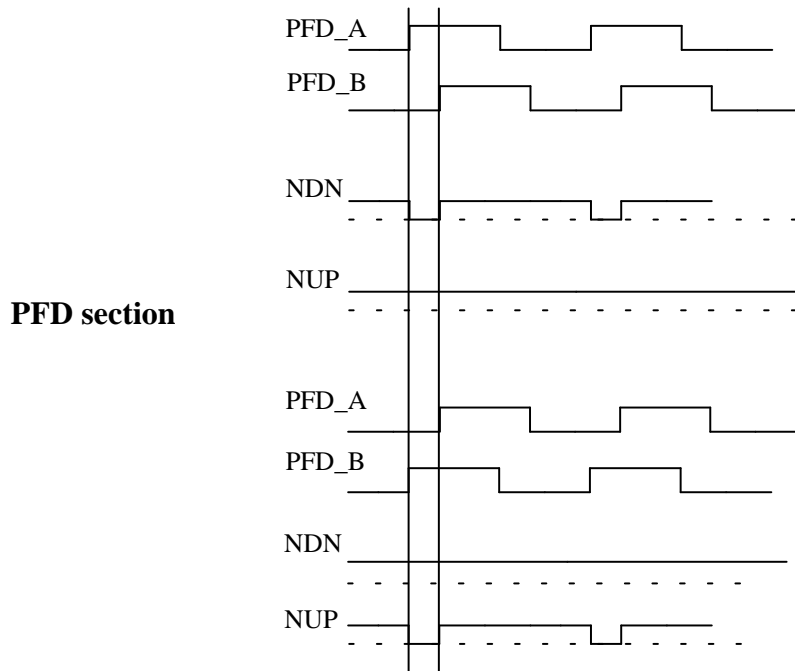 PFD_A
PFD_B
NDN
NUP
PFD section
PFD_A
PFD_B
NDN
NUP